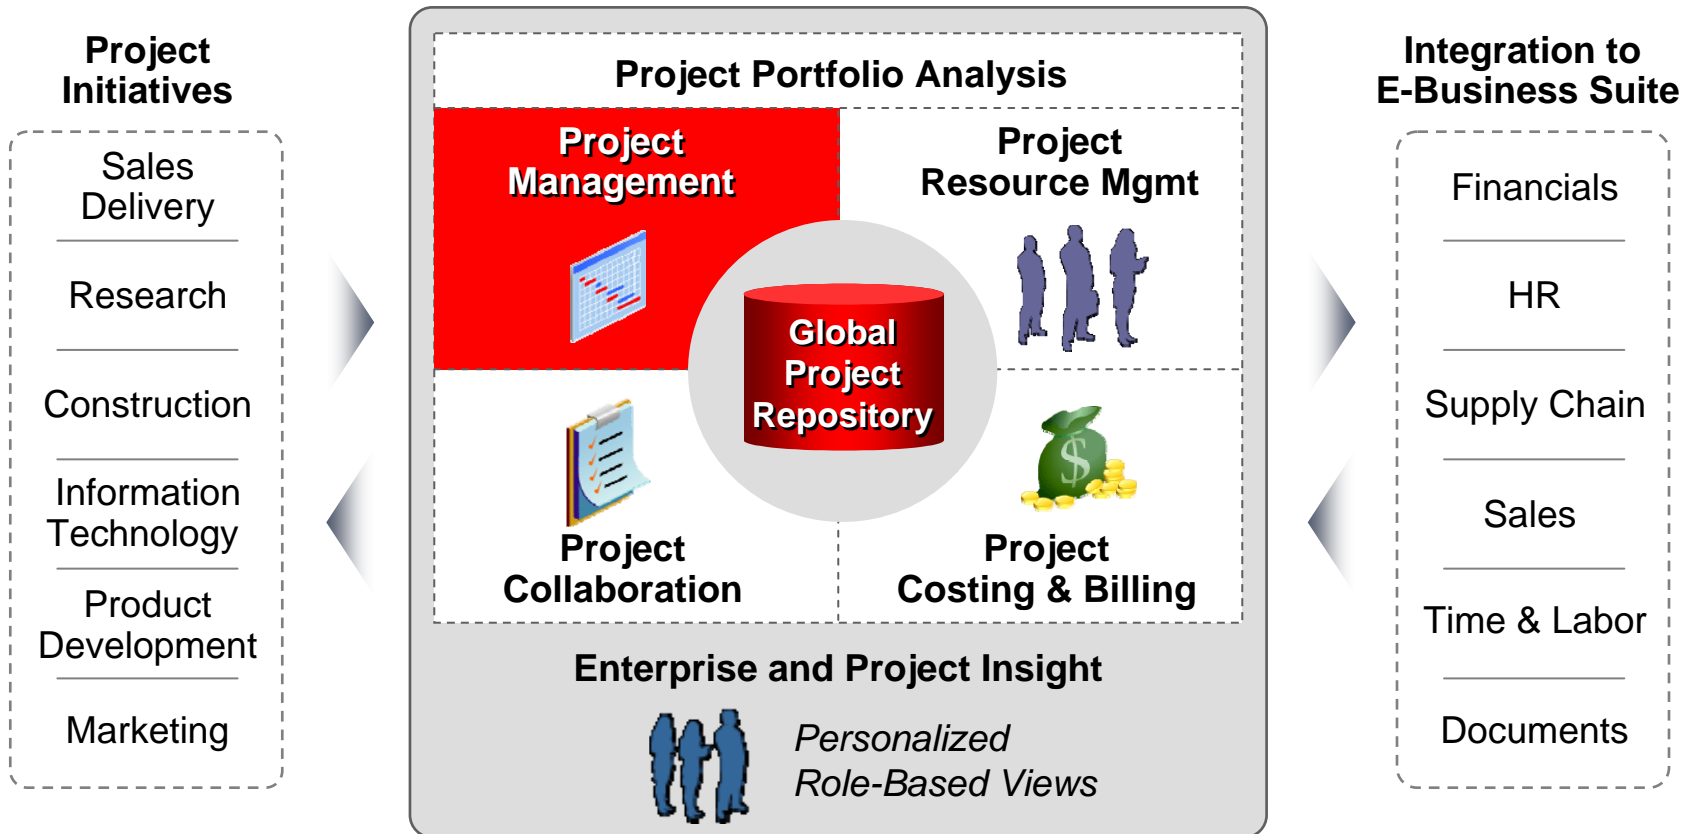 Project
Initiatives
Sales
Delivery
Research
Construction
Information
Technology
Product
Development
Marketing
Project Portfolio Analysis
Project
Management
Project
Resource Mgmt
Global
Project
Repository
$
Project
Collaboration
Project
Costing & Billing
Enterprise and Project Insight
Personalized
Role-Based Views
Integration to
E-Business Suite
Financials
HR
Supply Chain
Sales
Time & Labor
Documents